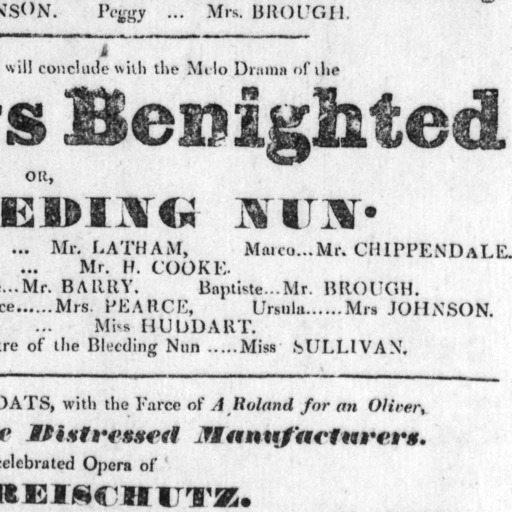 NSON. Peggy ... Mrs. BROUGH.
will conclude with the Melo Drama of the
s Benighted
OR,
EDING NUN.
... Mr. LATHAM, Marco...Mr. CHIPPENDALE.
... Mr. H. COOKE.
...Mr. BARRY. Baptiste...Mr. BROUGH.
ce......Mrs. PEARCE, Ursula.......Mrs JOHNSON.
... Miss HUDDART.
re of the Bleeding Nun .....Miss SULLIVAN.
OATS, with the Farce of A Roland for an Oliver,
e Distressed Manufacturers.
celebrated Opera of
REISCHUTZ.